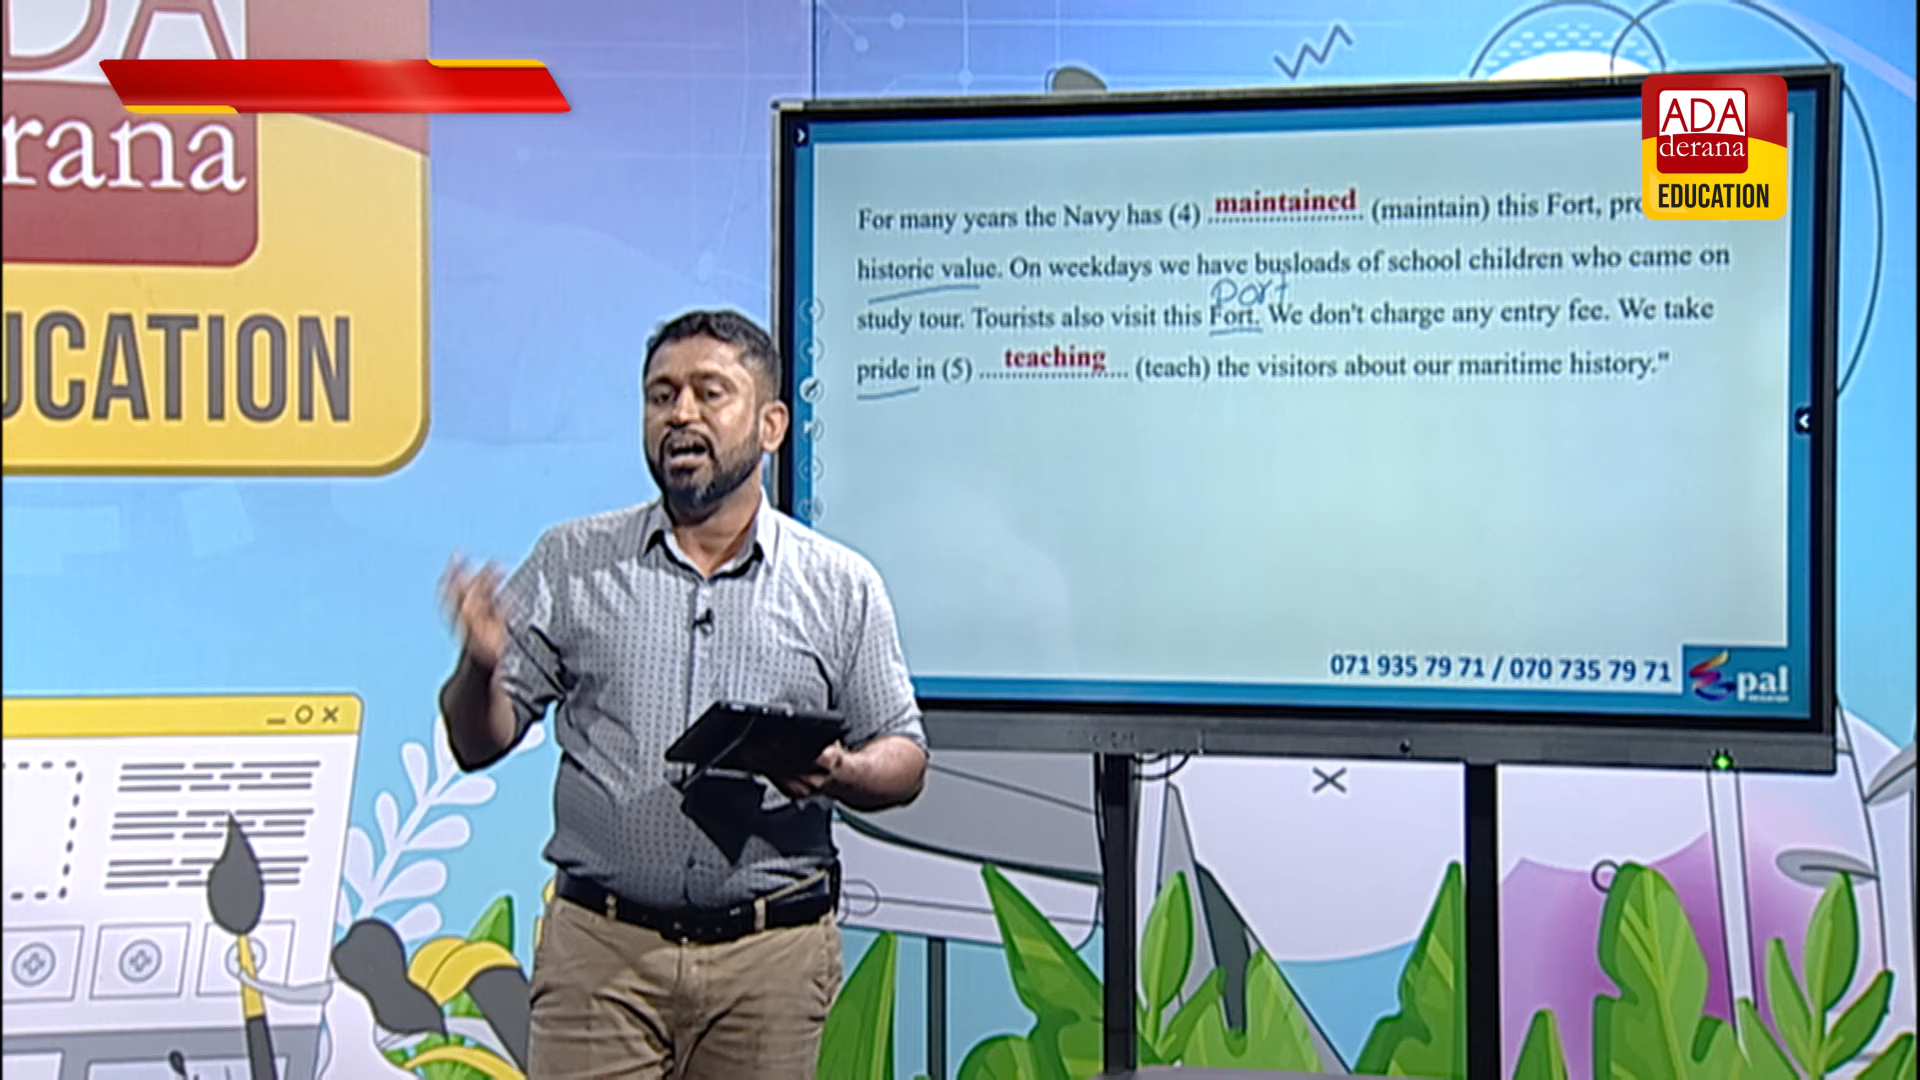 ADA
rana
UCATION
ADA
derana
EDUCATION
For many years the Navy has (4) maintained (maintain) this Fort, pre
historic value. On weekdays we have busloads of school children who came on
Port
study tour. Tourists also visit this Fort. We don't charge any entry fee. We take
pride in (5) teaching (teach) the visitors about our maritime history."
071 935 79 71 / 070 735 79 71
pal